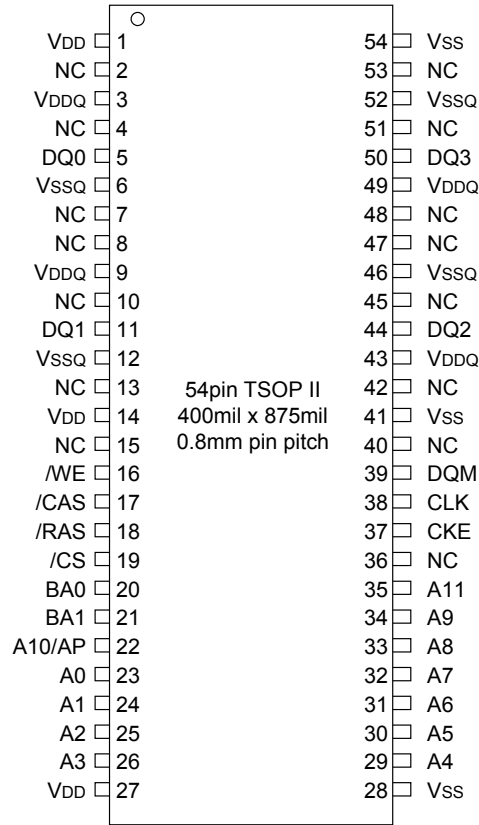 VDD 1 54 VSS
NC 2 53 NC
VDDQ 3 52 VSSQ
NC 4 51 NC
DQ0 5 50 DQ3
VSSQ 6 49 VDDQ
NC 7 48 NC
NC 8 47 NC
VDDQ 9 46 VSSQ
NC 10 45 NC
DQ1 11 44 DQ2
VSSQ 12 43 VDDQ
NC 13 54pin TSOP II 42 NC
VDD 14 400mil x 875mil 41 VSS
NC 15 0.8mm pin pitch 40 NC
/WE 16 39 DQM
/CAS 17 38 CLK
/RAS 18 37 CKE
/CS 19 36 NC
BA0 20 35 A11
BA1 21 34 A9
A10/AP 22 33 A8
A0 23 32 A7
A1 24 31 A6
A2 25 30 A5
A3 26 29 A4
VDD 27 28 VSS